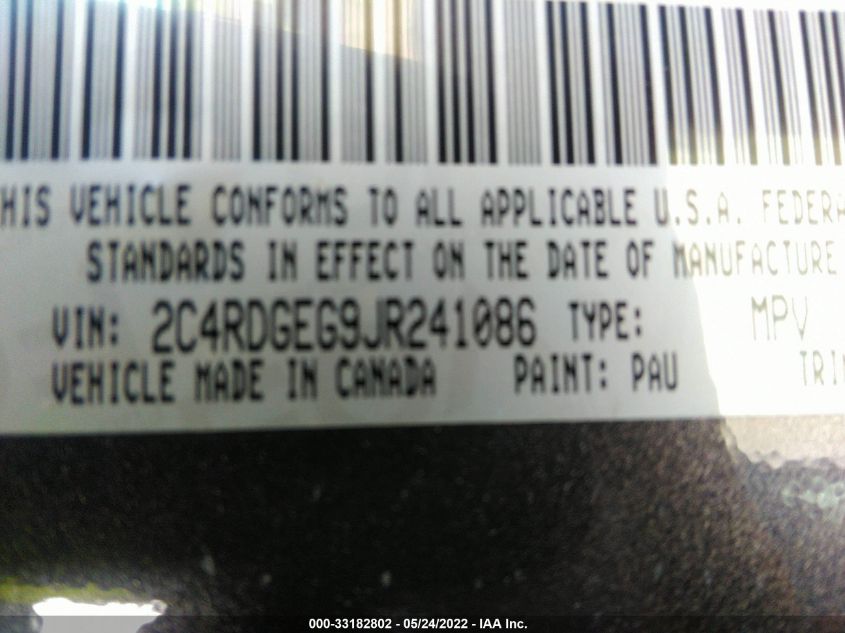 HIS VEHICLE CONFORMS TO ALL APPLICABLE U.S.A. FEDERA
STANDARDS IN EFFECT ON THE DATE OF MANUFACTURE
VIN: 2C4RDGEG9JR241086 TYPE: MPV
VEHICLE MADE IN CANADA PAINT: PAU TRI
000-33182802 - 05/24/2022 - IAA Inc.